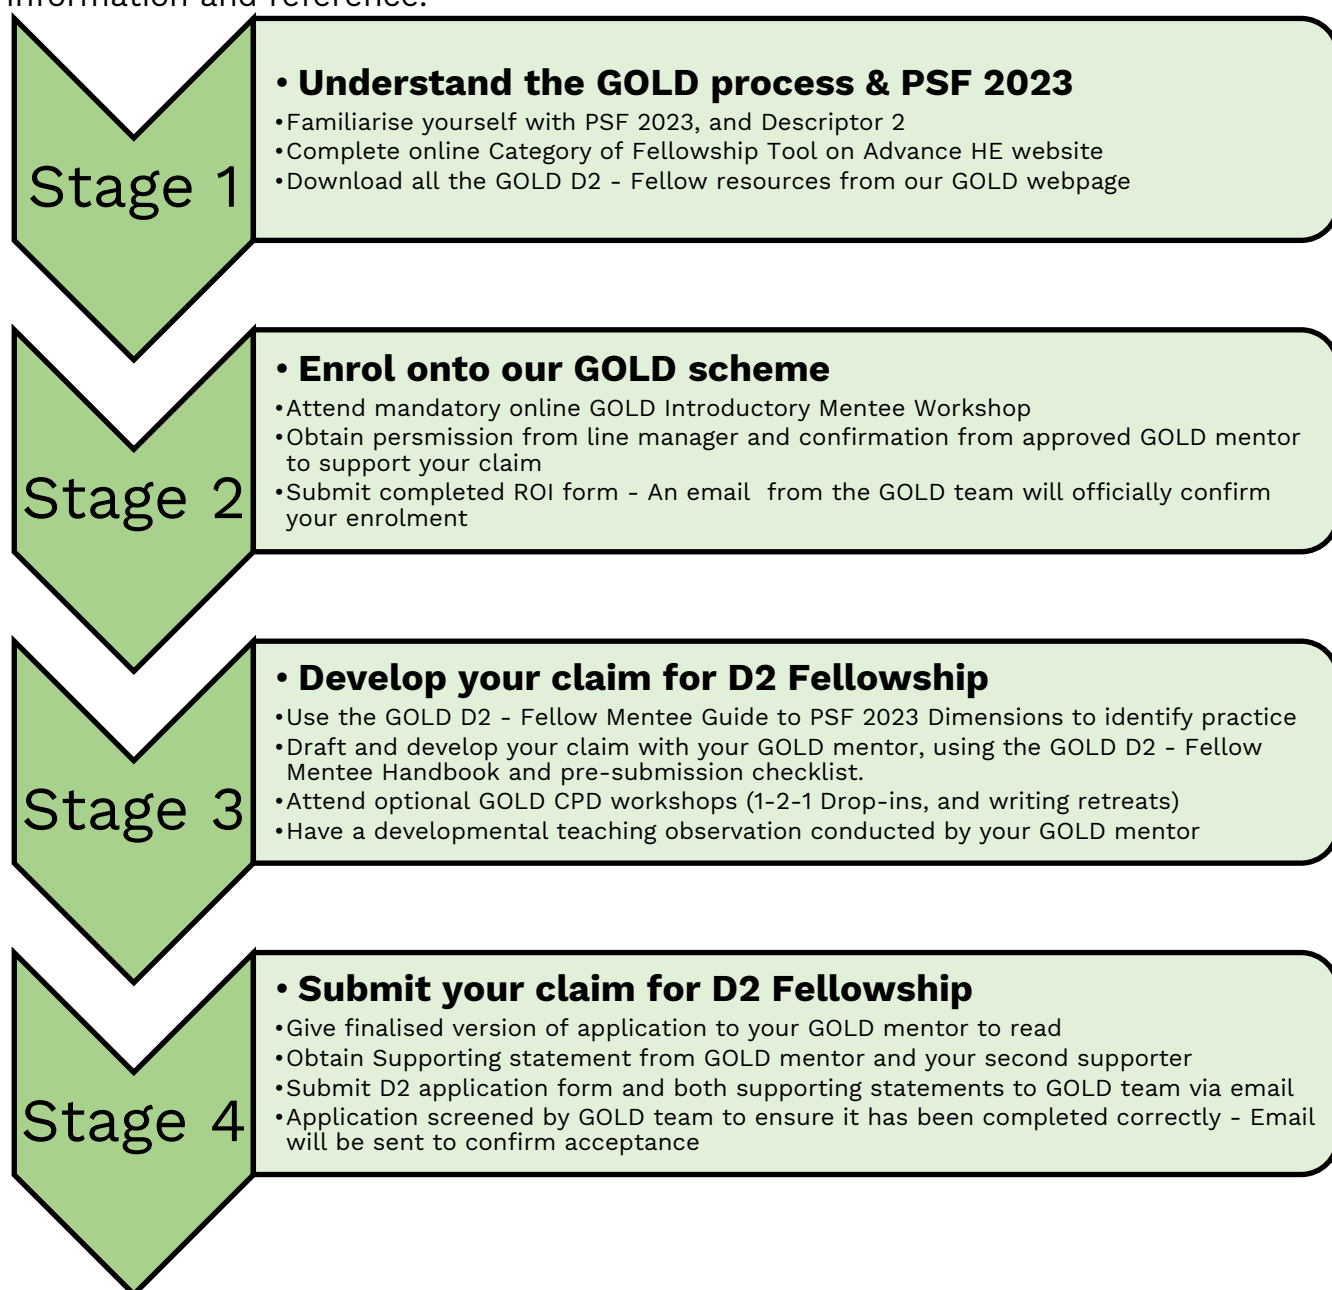 information and reference.
Stage 1
• Understand the GOLD process & PSF 2023
•Familiarise yourself with PSF 2023, and Descriptor 2
•Complete online Category of Fellowship Tool on Advance HE website
•Download all the GOLD D2 - Fellow resources from our GOLD webpage
Stage 2
• Enrol onto our GOLD scheme
•Attend mandatory online GOLD Introductory Mentee Workshop
•Obtain persmission from line manager and confirmation from approved GOLD mentor
to support your claim
•Submit completed ROI form - An email  from the GOLD team will officially confirm
your enrolment
Stage 3
• Develop your claim for D2 Fellowship
•Use the GOLD D2 - Fellow Mentee Guide to PSF 2023 Dimensions to identify practice
•Draft and develop your claim with your GOLD mentor, using the GOLD D2 - Fellow
Mentee Handbook and pre-submission checklist.
•Attend optional GOLD CPD workshops (1-2-1 Drop-ins, and writing retreats)
•Have a developmental teaching observation conducted by your GOLD mentor
Stage 4
• Submit your claim for D2 Fellowship
•Give finalised version of application to your GOLD mentor to read
•Obtain Supporting statement from GOLD mentor and your second supporter
•Submit D2 application form and both supporting statements to GOLD team via email
•Application screened by GOLD team to ensure it has been completed correctly - Email
will be sent to confirm acceptance